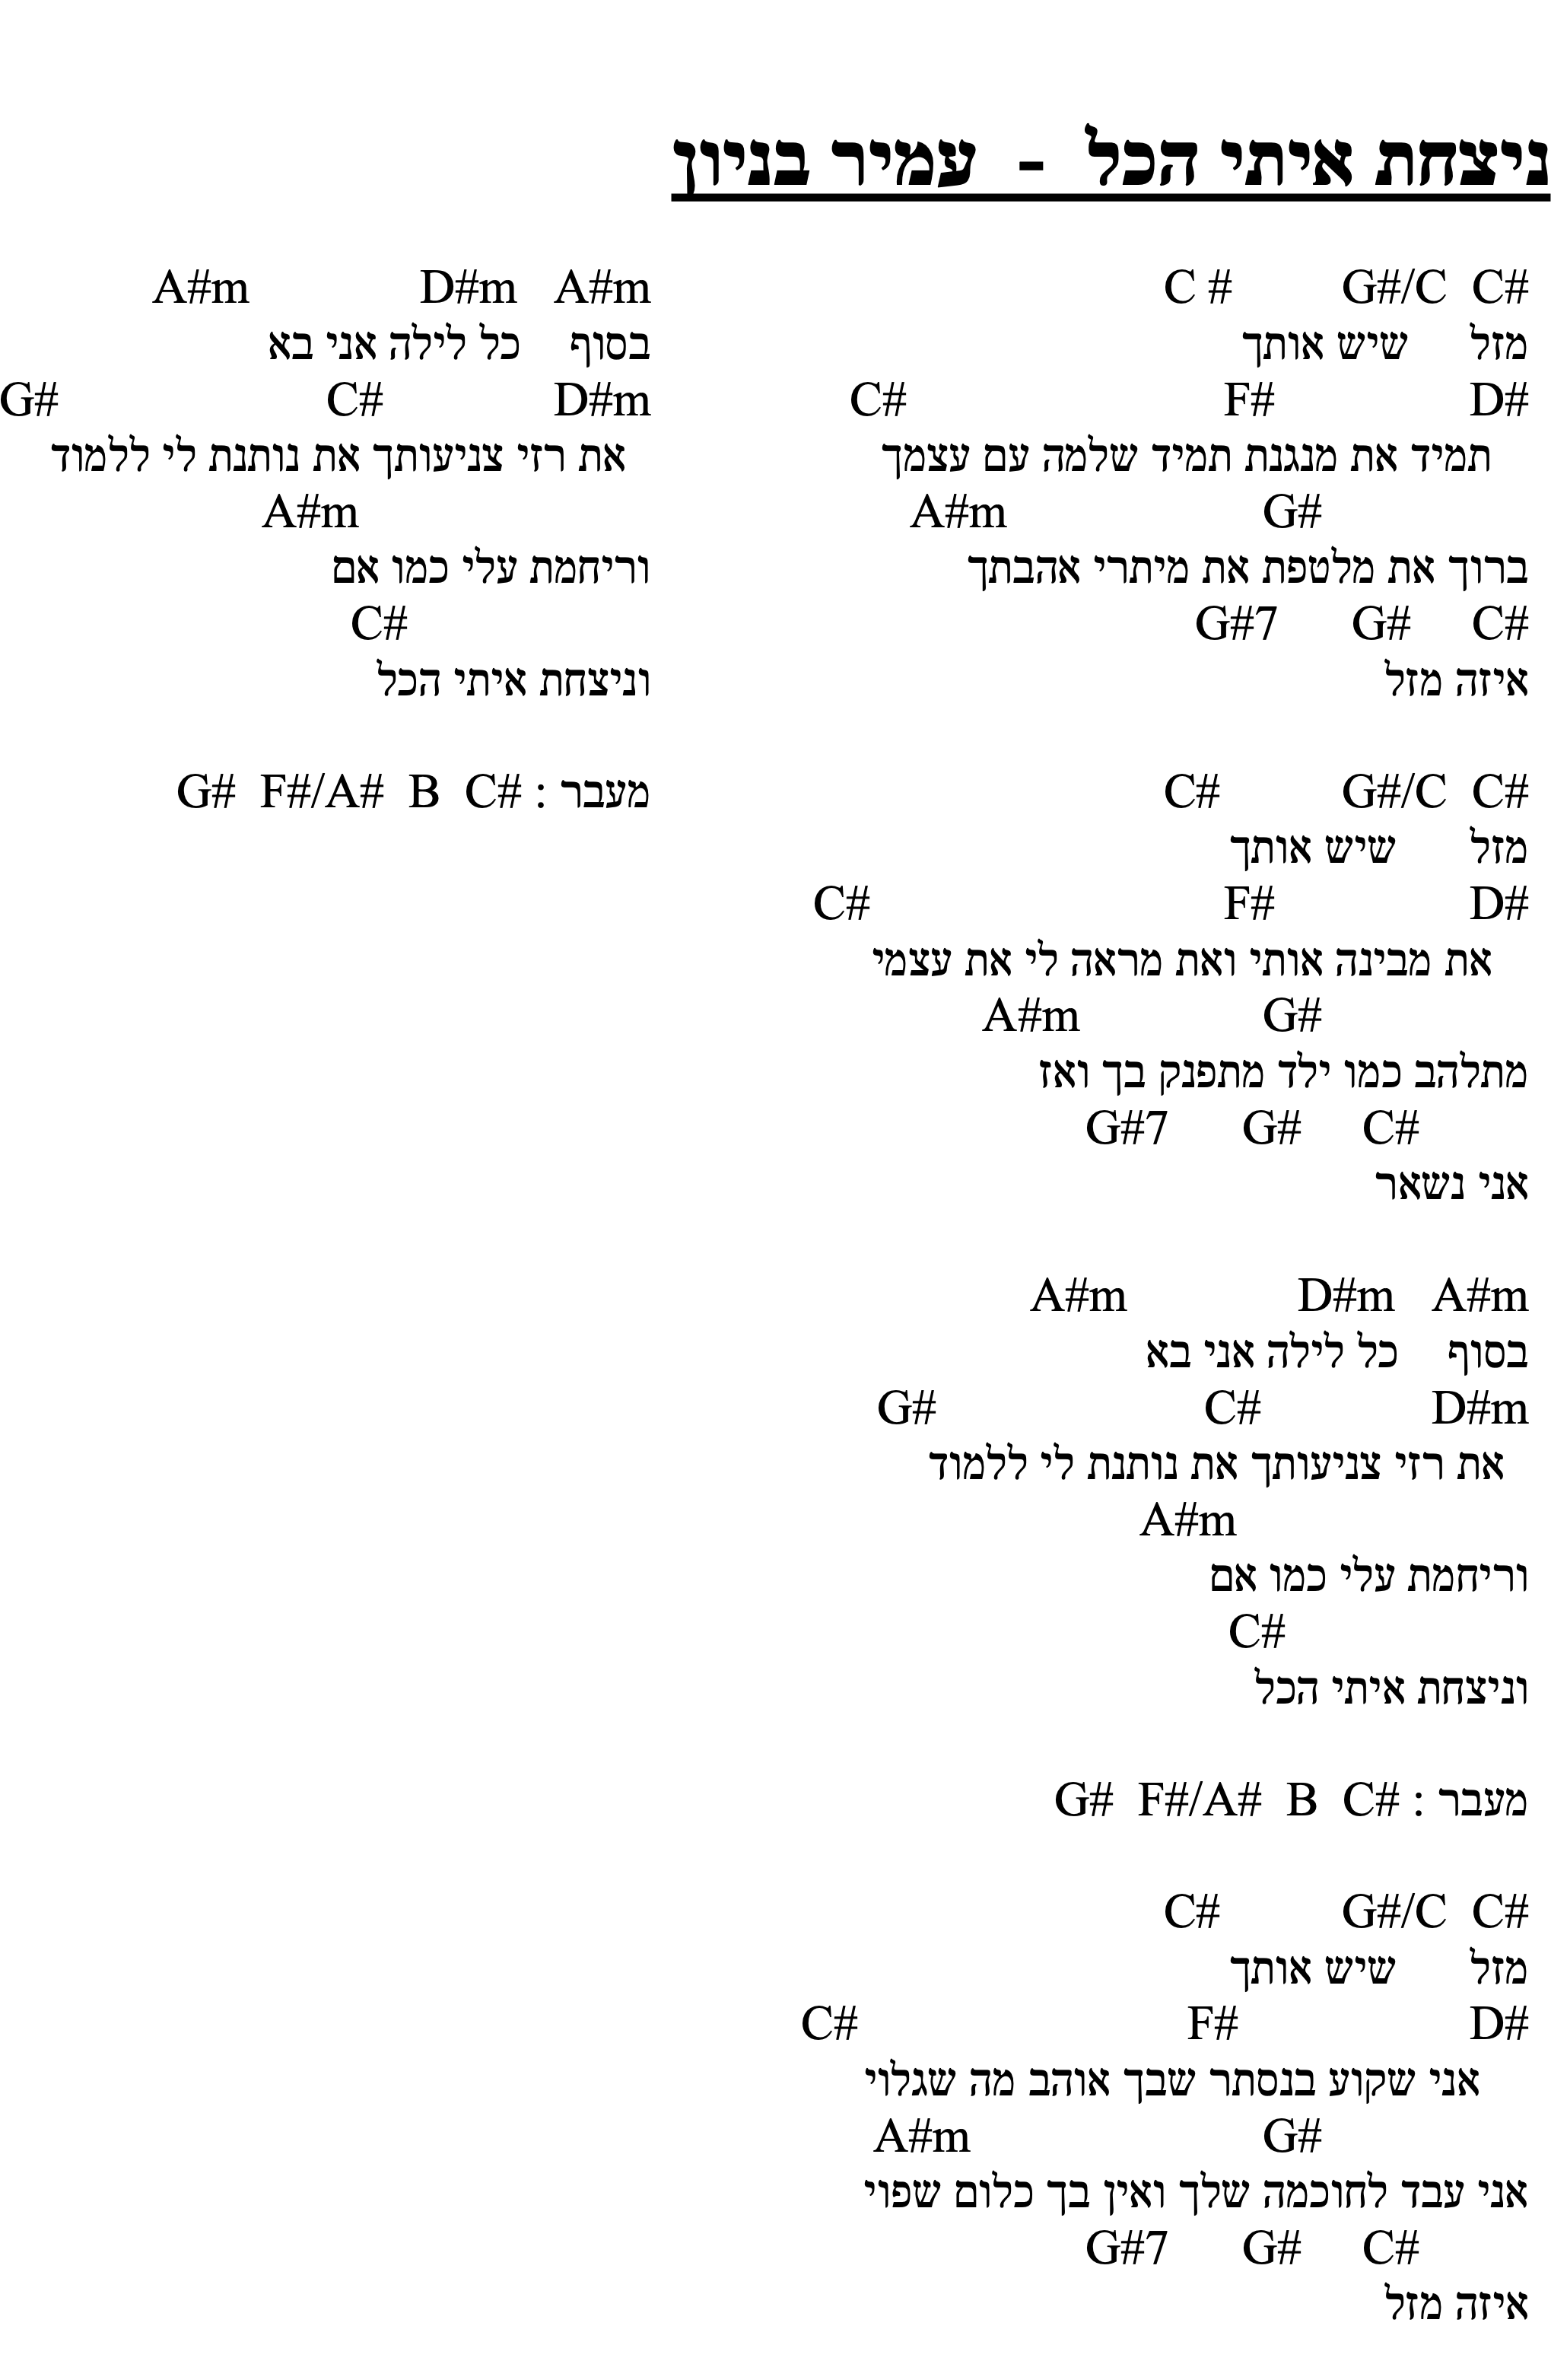 ניצחת איתי הכל - עמיר בניון
C# G#/C C #
מזל שיש אותך
D# F# C#
תמיד את מנגנת תמיד שלמה עם עצמך
G# A#m
ברוך את מלטפת את מיתרי אהבתך
C# G# G#7
איזה מזל
C# G#/C C#
מזל שיש אותך
D# F# C#
את מבינה אותי ואת מראה לי את עצמי
G# A#m
מתלהב כמו ילד מתפנק בך ואז
C# G# G#7
אני נשאר
A#m D#m A#m
בסוף כל לילה אני בא
D#m C# G#
את רזי צניעותך את נותנת לי ללמוד
A#m
וריחמת עלי כמו אם
C#
וניצחת איתי הכל
מעבר : C# B F#/A# G#
C# G#/C C#
מזל שיש אותך
D# F# C#
אני שקוע בנסתר שבך אוהב מה שגלוי
G# A#m
אני עבד לחוכמה שלך ואין בך כלום שפוי
C# G# G#7
איזה מזל
A#m D#m A#m
בסוף כל לילה אני בא
D#m C# G#
את רזי צניעותך את נותנת לי ללמוד
A#m
וריחמת עלי כמו אם
C#
וניצחת איתי הכל
מעבר : C# B F#/A# G#